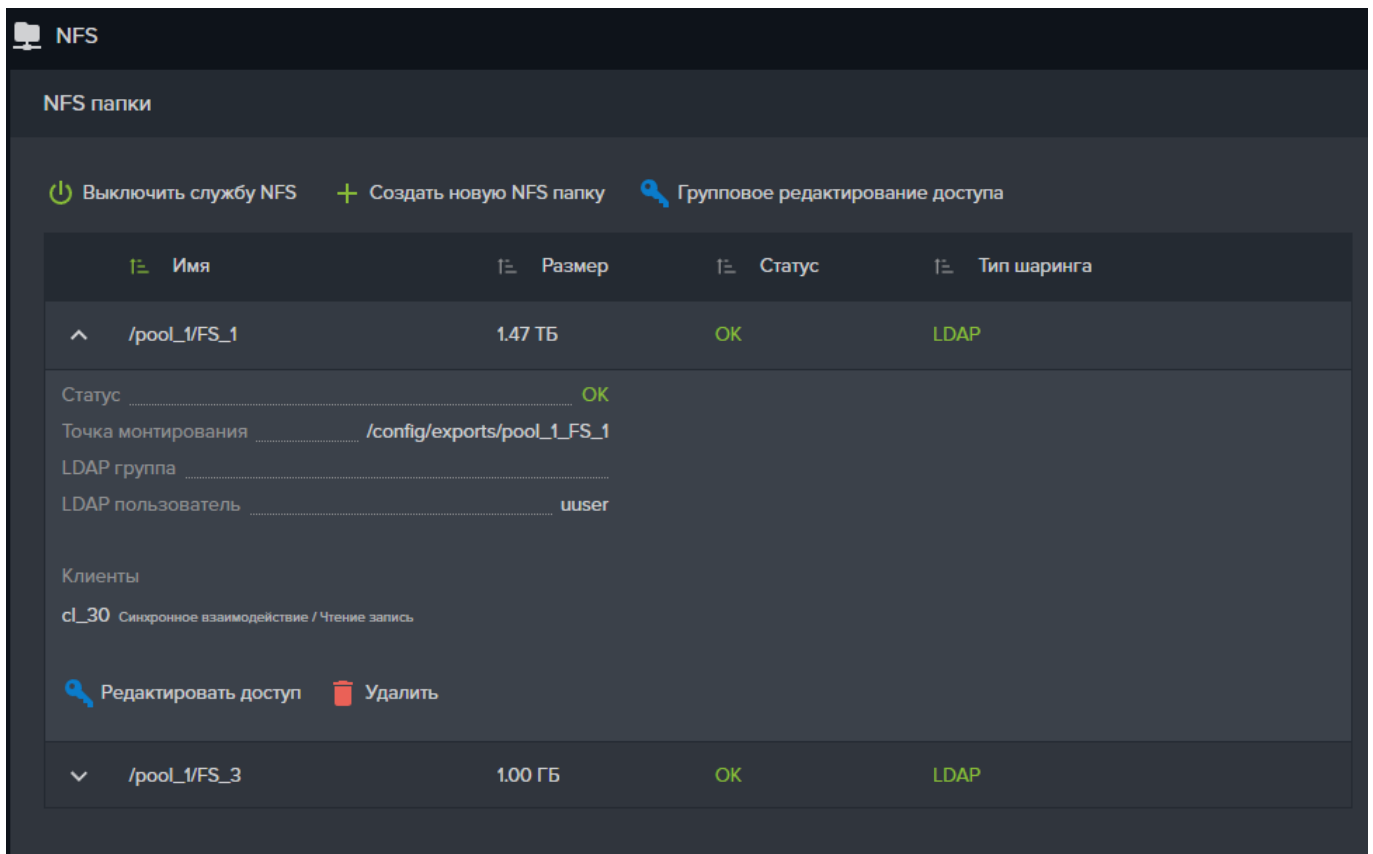 NFS
NFS папки
Выключить службу NFS Создать новую NFS папку Групповое редактирование доступа
Имя Размер Статус Тип шаринга
/pool_1/FS_1 1.47 ТБ OK LDAP
Статус OK
Точка монтирования /config/exports/pool_1_FS_1
LDAP группа
LDAP пользователь uuser
Клиенты
cl_30 Синхронное взаимодействие / Чтение запись
Редактировать доступ Удалить
/pool_1/FS_3 1.00 ГБ OK LDAP